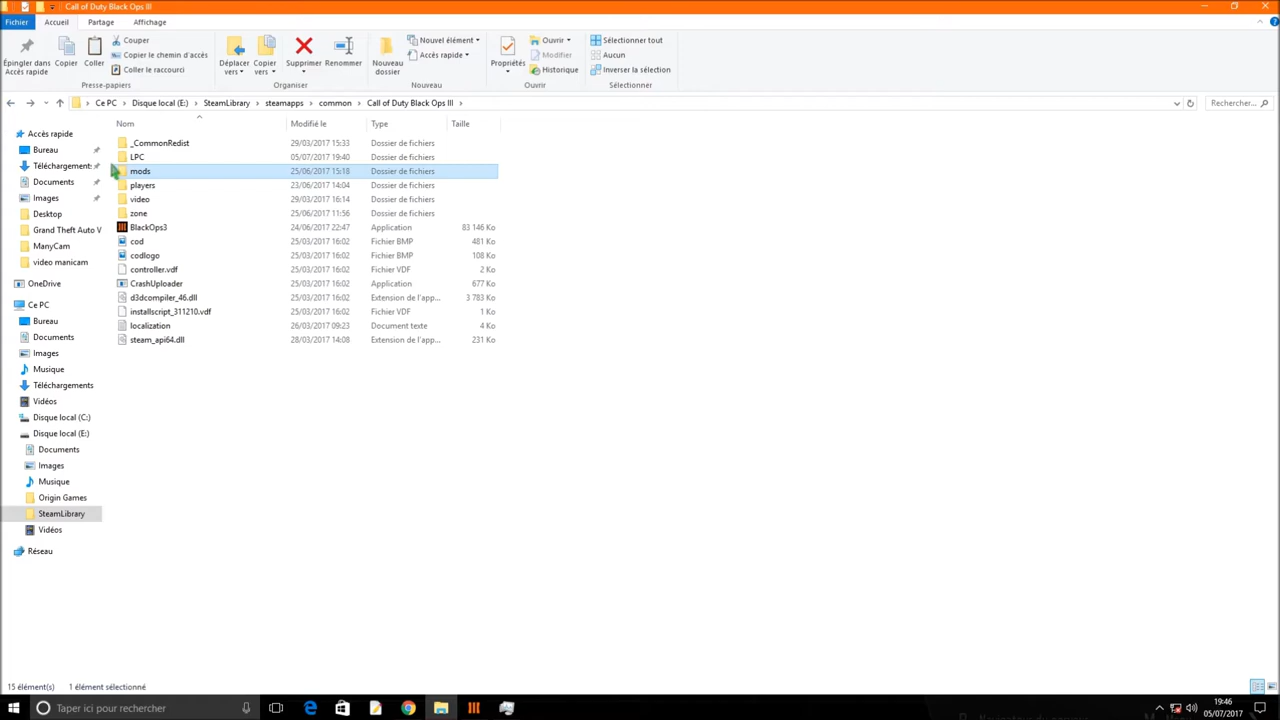 Call of Duty Black Ops III
Fichier Accueil Partage Affichage
Épingler dans Accès rapide
Copier
Coller
Couper
Copier le chemin d'accès
Coller le raccourci
Presse-papiers
Déplacer vers
Copier vers
Supprimer
Renommer
Organiser
Nouveau dossier
Nouvel élément
Accès rapide
Nouveau
Propriétés
Ouvrir
Modifier
Historique
Ouvrir
Sélectionner tout
Aucun
Inverser la sélection
Sélectionner
Ce PC > Disque local (E:) > SteamLibrary > steamapps > common > Call of Duty Black Ops III >
Rechercher...
Accès rapide
Bureau
Téléchargement:
Documents
Images
Desktop
Grand Theft Auto V
ManyCam
video manicam
OneDrive
Ce PC
Bureau
Documents
Images
Musique
Téléchargements
Vidéos
Disque local (C:)
Disque local (E:)
Documents
Images
Musique
Origin Games
SteamLibrary
Vidéos
Réseau
Nom Modifié le Type Taille
_CommonRedist 29/03/2017 15:33 Dossier de fichiers
LPC 05/07/2017 19:40 Dossier de fichiers
mods 25/06/2017 15:18 Dossier de fichiers
players 23/06/2017 14:04 Dossier de fichiers
video 29/03/2017 16:14 Dossier de fichiers
zone 25/06/2017 11:56 Dossier de fichiers
BlackOps3 24/06/2017 22:47 Application 83 146 Ko
cod 25/03/2017 16:02 Fichier BMP 481 Ko
codlogo 25/03/2017 16:02 Fichier BMP 108 Ko
controller.vdf 25/03/2017 16:02 Fichier VDF 2 Ko
CrashUploader 25/03/2017 16:02 Application 677 Ko
d3dcompiler_46.dll 25/03/2017 16:02 Extension de l'app... 3 783 Ko
installscript_311210.vdf 25/03/2017 16:02 Fichier VDF 1 Ko
localization 26/03/2017 09:23 Document texte 4 Ko
steam_api64.dll 28/03/2017 14:08 Extension de l'app... 231 Ko
15 élément(s) 1 élément sélectionné
Taper ici pour rechercher
19:46
05/07/2017